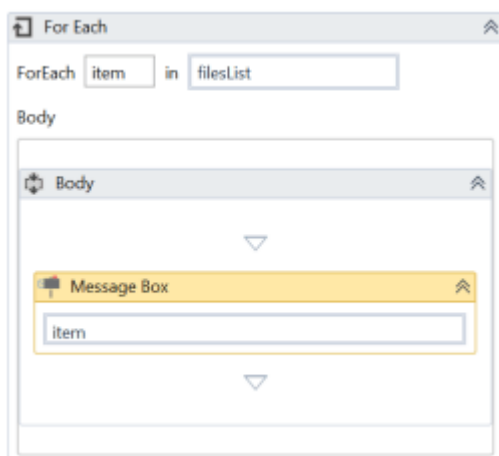 For Each
ForEach item in filesList
Body
Body
Message Box
item